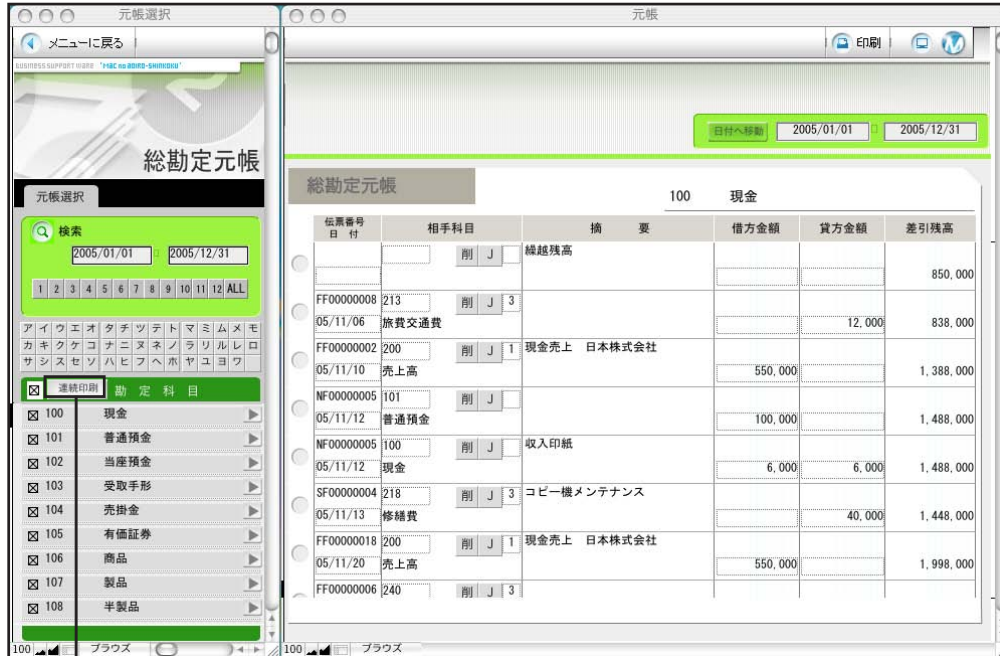 元帳選択
メニューに戻る
BUSINESS SUPPORT WARE "MAC no AOIRO-SHINKOKU"
総勘定元帳
元帳選択
検索
2005/01/01 2005/12/31
1 2 3 4 5 6 7 8 9 10 11 12 ALL
アイウエオタチツテトマミムメモ
カキクケコナニヌネノラリルレロ
サシスセソハヒフヘホヤユヨワ
連続印刷 勘定科目
100 現金
101 普通預金
102 当座預金
103 受取手形
104 売掛金
105 有価証券
106 商品
107 製品
108 半製品
100 ブラウズ
元帳
印刷
日付へ移動 2005/01/01 2005/12/31
総勘定元帳
100 現金
伝票番号
日 付 相手科目 摘 要 借方金額 貸方金額 差引残高
削 J 繰越残高
850,000
FF00000008 213 削 J 3
05/11/06 旅費交通費 12,000 838,000
FF00000002 200 削 J 1 現金売上 日本株式会社
05/11/10 売上高 550,000 1,388,000
NF00000005 101 削 J
05/11/12 普通預金 100,000 1,488,000
NF00000005 100 削 J 収入印紙
05/11/12 現金 6,000 6,000 1,488,000
SF00000004 218 削 J 3 コピー機メンテナンス
05/11/13 修繕費 40,000 1,448,000
FF00000018 200 削 J 1 現金売上 日本株式会社
05/11/20 売上高 550,000 1,998,000
FF00000006 240 削 J 3
100 ブラウズ